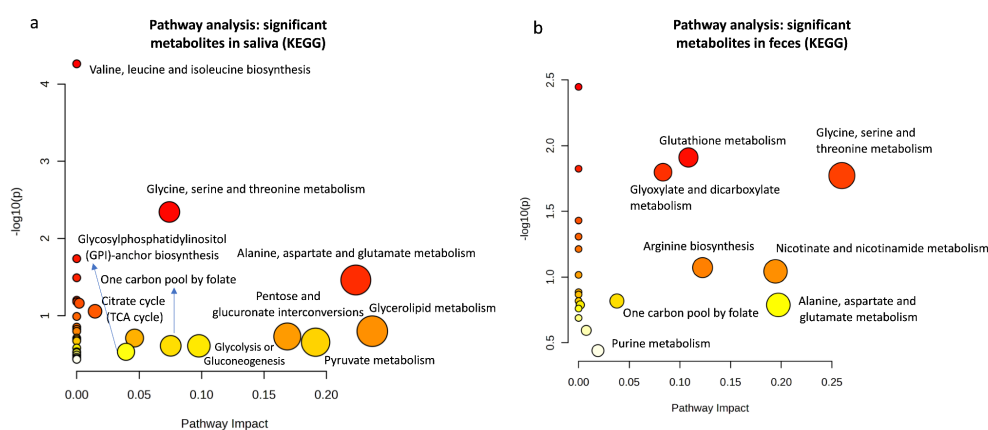 a
Pathway analysis: significant
metabolites in saliva (KEGG)
Valine, leucine and isoleucine biosynthesis
Glycine, serine and threonine metabolism
Glycosylphosphatidylinositol
(GPI)-anchor biosynthesis
One carbon pool by folate
Alanine, aspartate and glutamate metabolism
Citrate cycle
(TCA cycle)
Pentose and
glucuronate interconversions
Glycerolipid metabolism
Glycolysis or
Gluconeogenesis
Pyruvate metabolism
-log10(p)
4
3
2
1
0.00
0.05
0.10
0.15
0.20
Pathway Impact
b
Pathway analysis: significant
metabolites in feces (KEGG)
Glutathione metabolism
Glycine, serine and
threonine metabolism
Glyoxylate and dicarboxylate
metabolism
Arginine biosynthesis
Nicotinate and nicotinamide metabolism
One carbon pool by folate
Alanine, aspartate and
glutamate metabolism
Purine metabolism
-log10(p)
2.5
2.0
1.5
1.0
0.5
0.00
0.05
0.10
0.15
0.20
0.25
Pathway Impact